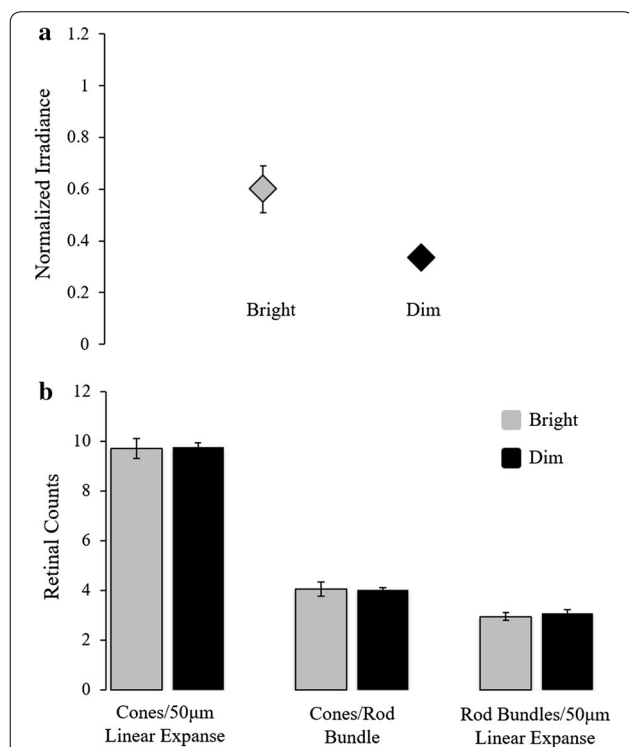 a
1.2
1
0.8
0.6
0.4
0.2
0
Normalized Irradiance
Bright
Dim
b
12
10
8
6
4
2
0
Retinal Counts
Bright
Dim
Cones/50µm
Linear Expanse
Cones/Rod
Bundle
Rod Bundles/50µm
Linear Expanse